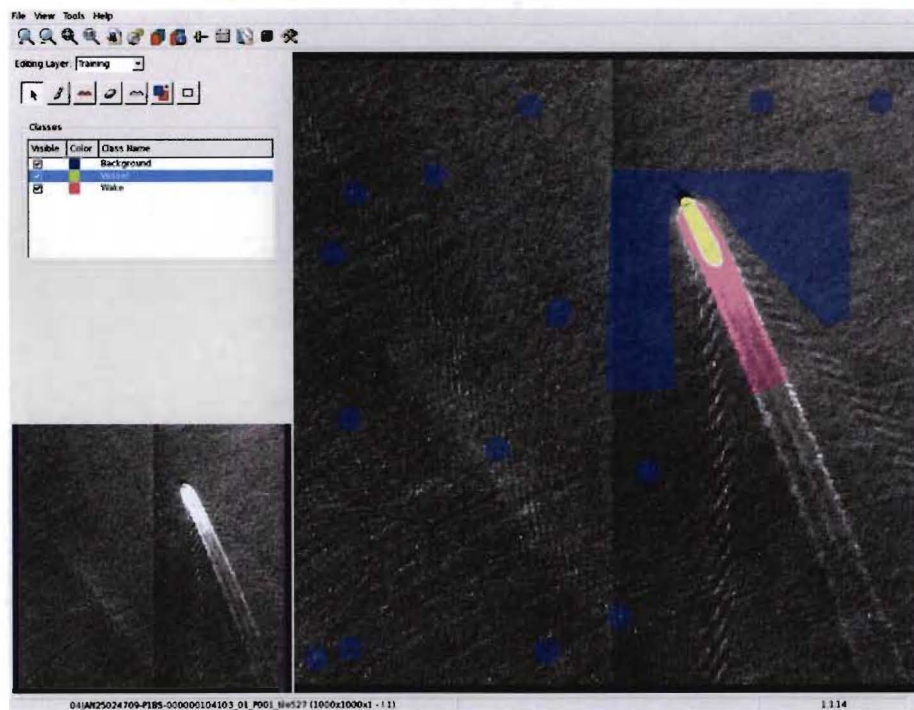 File View Tools Help
Editing Layer: Training
Classes
Visible Color Class Name
Background
Vessel
Wake
1.1.14